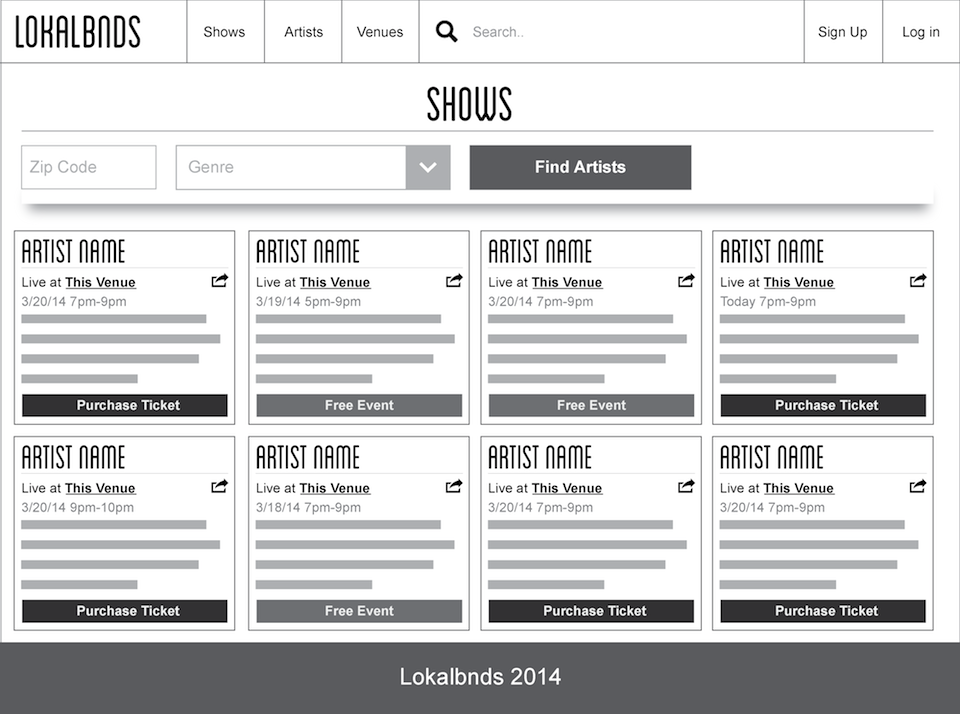 LOKALBNDS
Shows
Artists
Venues
Search..
Sign Up
Log in
SHOWS
Zip Code
Genre
Find Artists
ARTIST NAME
Live at This Venue
3/20/14 7pm-9pm
Purchase Ticket
ARTIST NAME
Live at This Venue
3/19/14 5pm-9pm
Free Event
ARTIST NAME
Live at This Venue
3/20/14 7pm-9pm
Free Event
ARTIST NAME
Live at This Venue
Today 7pm-9pm
Purchase Ticket
ARTIST NAME
Live at This Venue
3/20/14 9pm-10pm
Purchase Ticket
ARTIST NAME
Live at This Venue
3/18/14 7pm-9pm
Free Event
ARTIST NAME
Live at This Venue
3/20/14 7pm-9pm
Purchase Ticket
ARTIST NAME
Live at This Venue
3/20/14 7pm-9pm
Purchase Ticket
Lokalbnds 2014